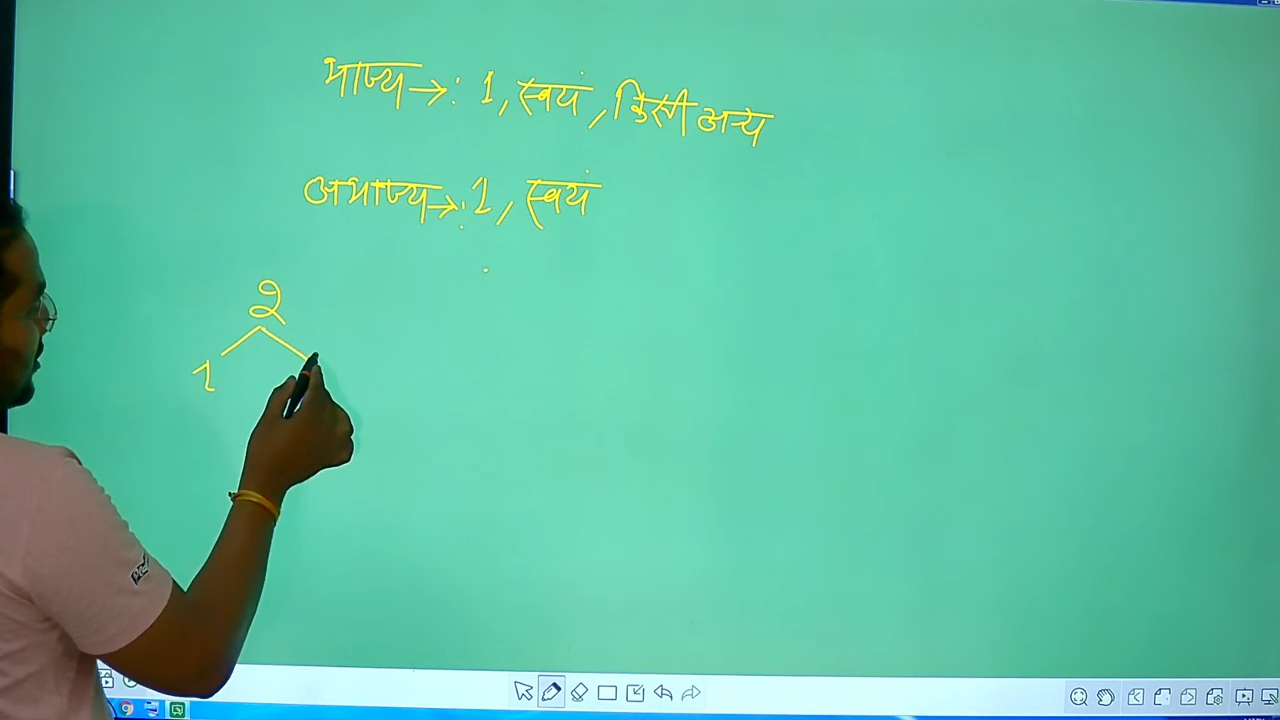 भाज्य →: 1, स्वयं, किसी अन्य
अभाज्य →: 1, स्वयं
2
1